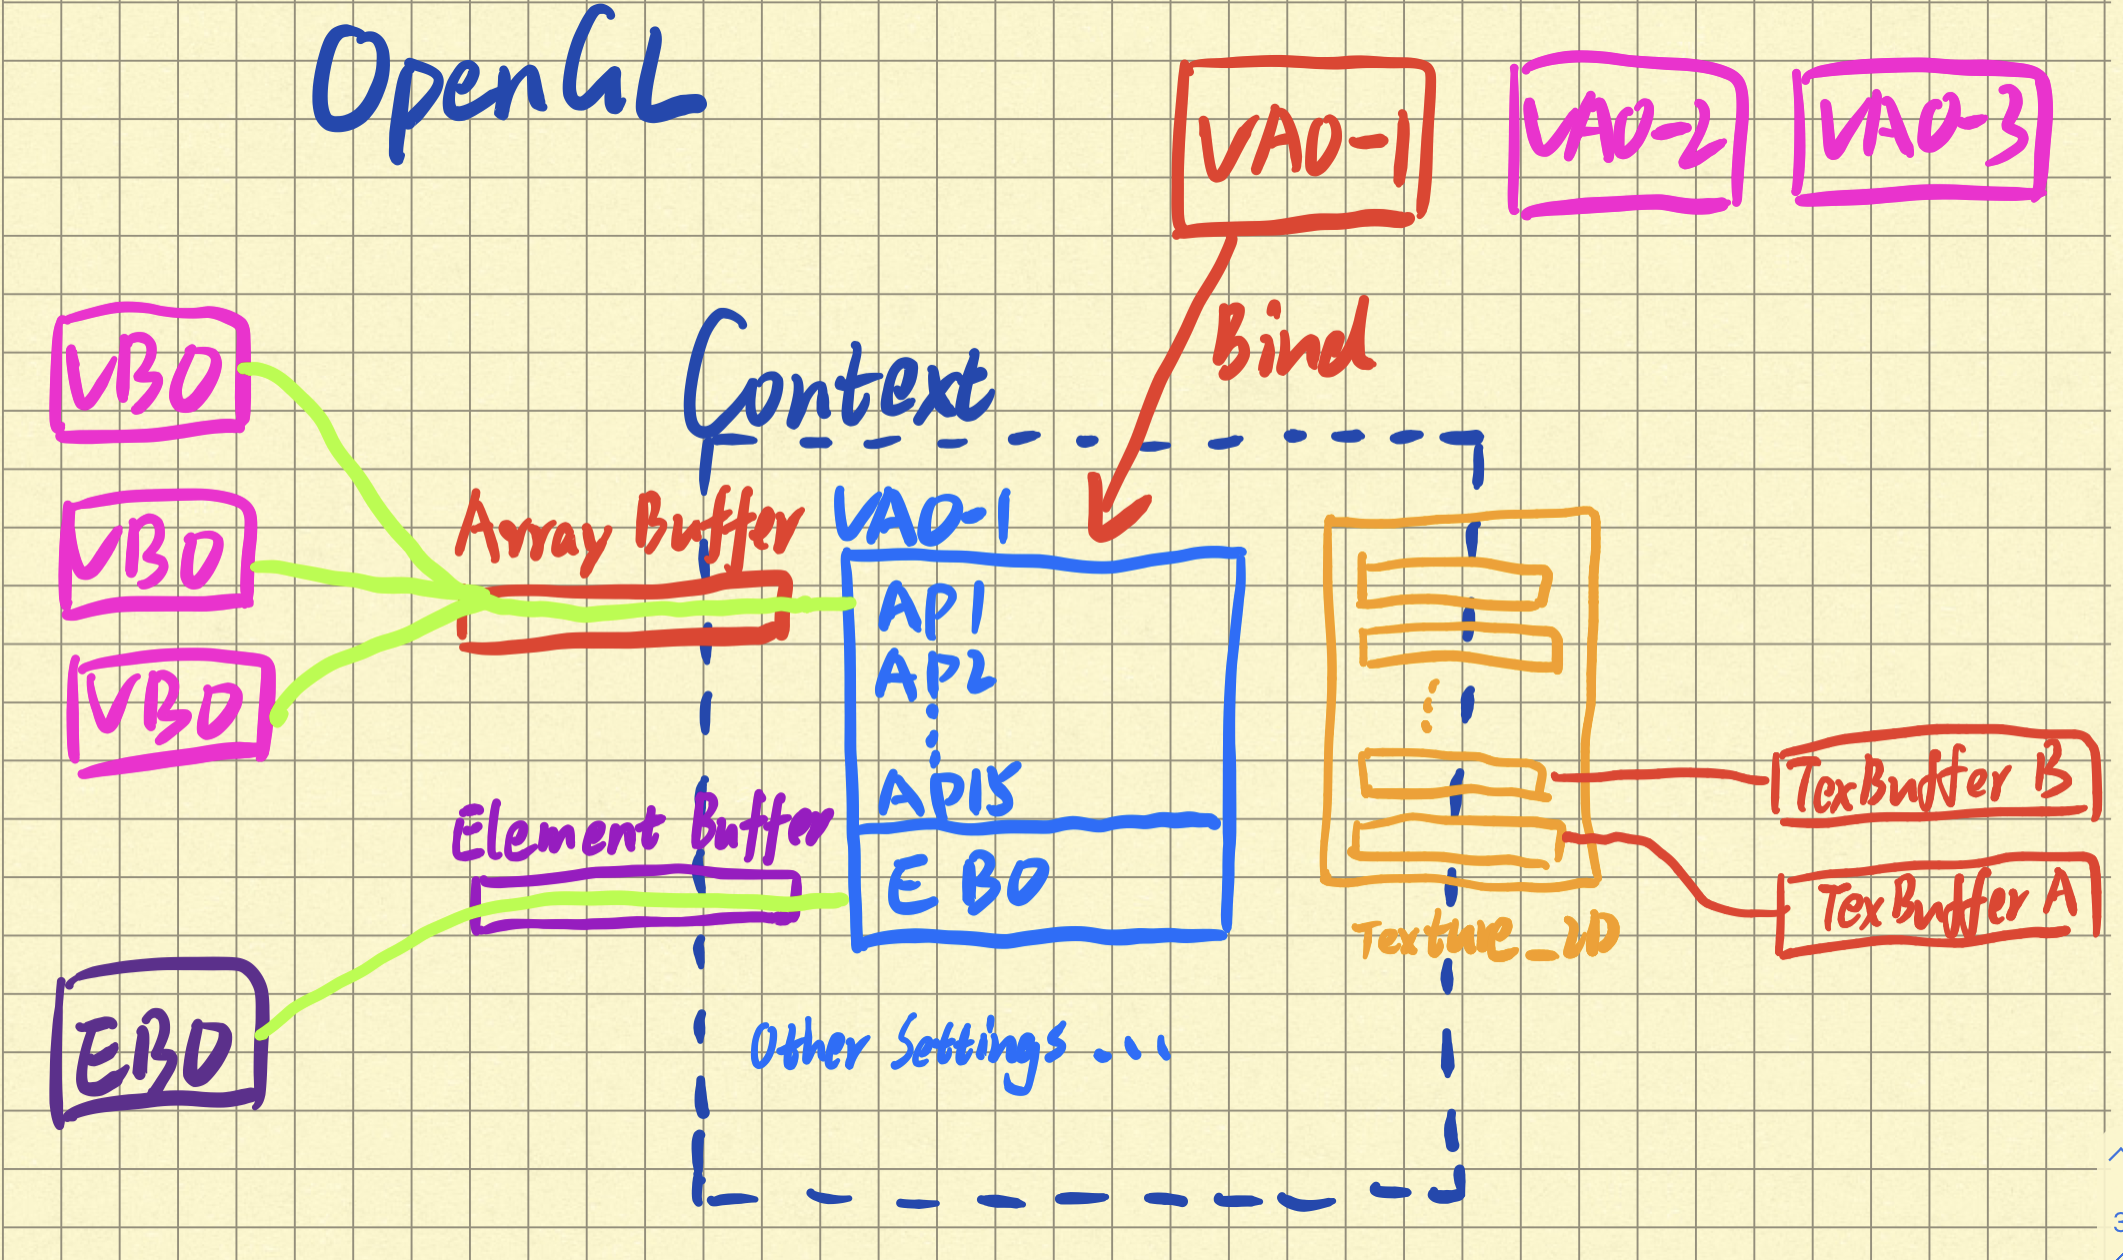 OpenGL
VAO-1
VAO-2
VAO-3
Bind
Context
VBO
VBO
VBO
Array Buffer
VAO-1
AP1
AP2
AP15
EBO
Element Buffer
EBO
Other Settings ...
Texture_2D
TexBuffer B
TexBuffer A
3